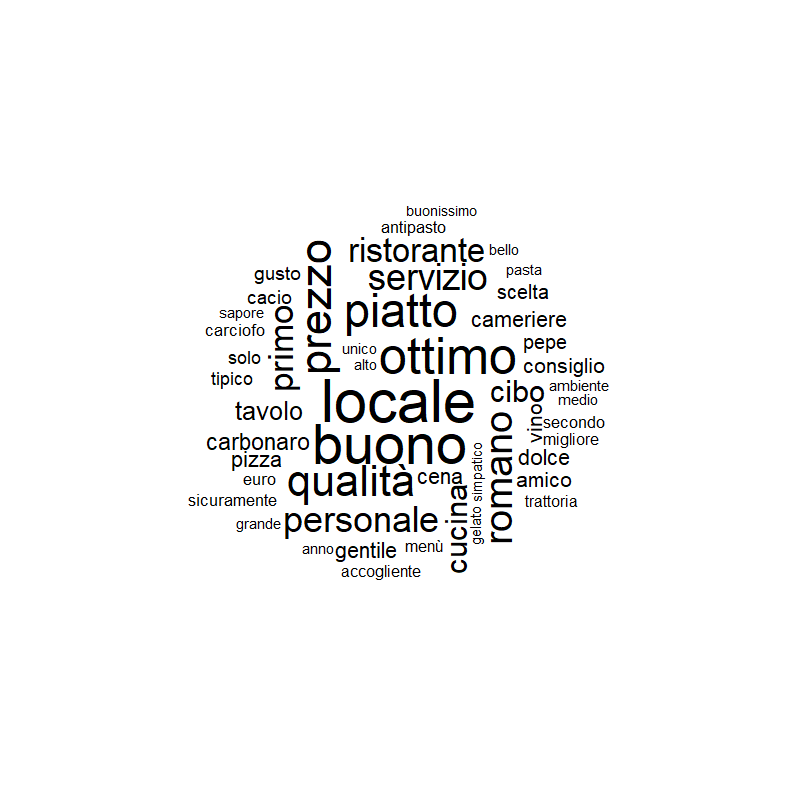 buonissimo
antipasto
ristorante
bello
prezzo
gusto
servizio
pasta
cacio
scelta
piatto
sapore
primo
cameriere
carciofo
unico
ottimo
pepe
solo
alto
consiglio
tipico
locale
cibo
ambiente
medio
tavolo
vino
secondo
buono
romano
migliore
carbonaro
pizza
dolce
qualità
cena
simpatico
euro
amico
sicuramente
cucina
trattoria
grande
personale
gelato
anno
gentile
menù
accogliente